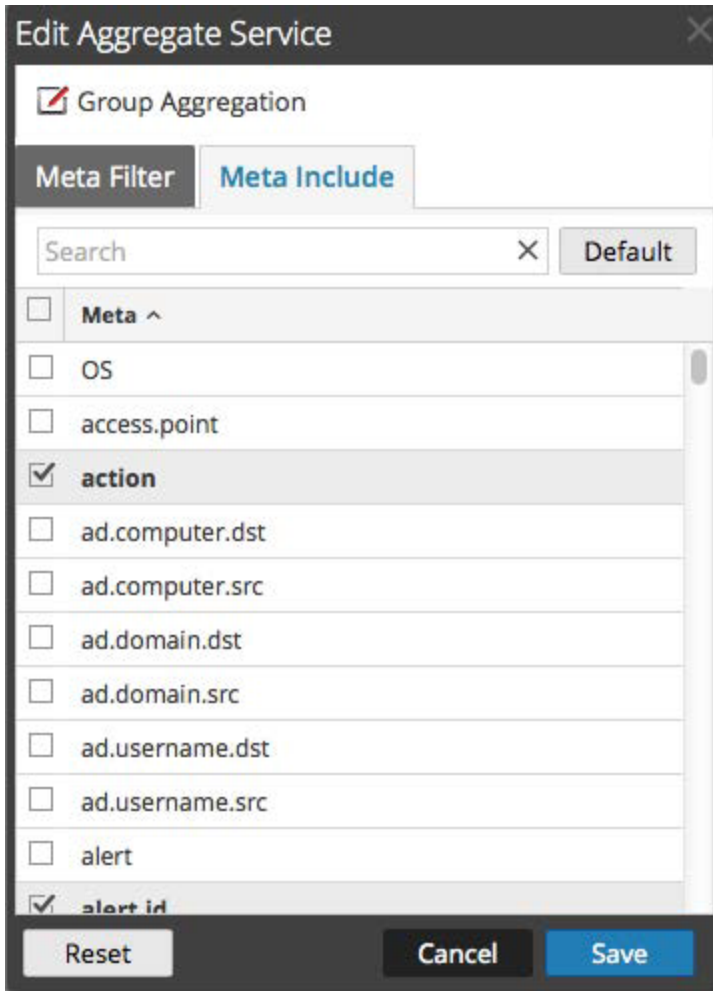 Edit Aggregate Service
Group Aggregation
Meta Filter Meta Include
Search Default
Meta
OS
access.point
action
ad.computer.dst
ad.computer.src
ad.domain.dst
ad.domain.src
ad.username.dst
ad.username.src
alert
alert.id
Reset Cancel Save